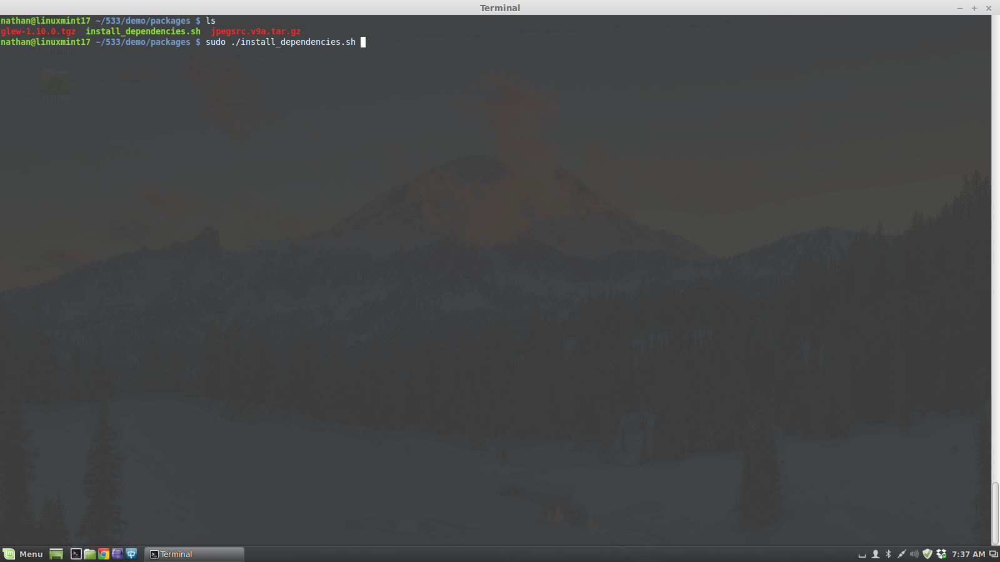 Terminal
nathan@linuxmint17 ~/533/demo/packages $ ls
glew-1.10.0.tgz  install_dependencies.sh  jpegsrc.v9a.tar.gz
nathan@linuxmint17 ~/533/demo/packages $ sudo ./install_dependencies.sh
Menu
Terminal
7:37 AM